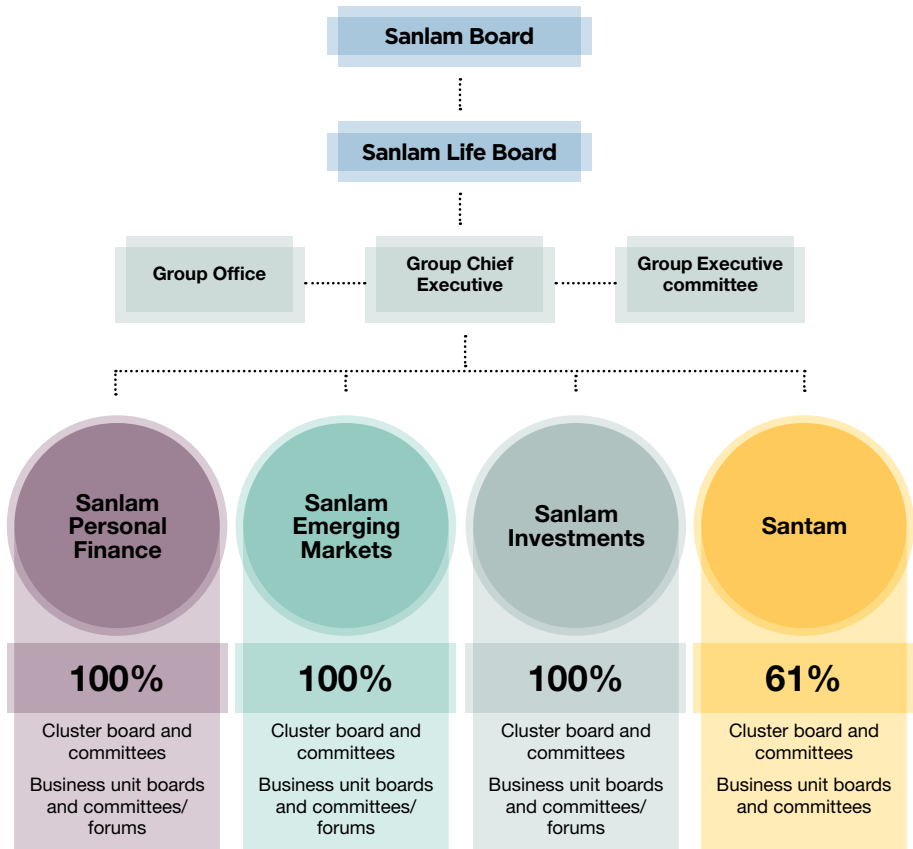 Sanlam Board
Sanlam Life Board
Group Office
Group Chief
Executive
Group Executive
committee
Sanlam
Personal
Finance
Sanlam
Emerging
Markets
Sanlam
Investments
Santam
100%
100%
100%
61%
Cluster board and
committees
Business unit boards
and committees/
forums
Cluster board and
committees
Business unit boards
and committees/
forums
Cluster board and
committees
Business unit boards
and committees/
forums
Cluster board and
committees
Business unit boards
and committees